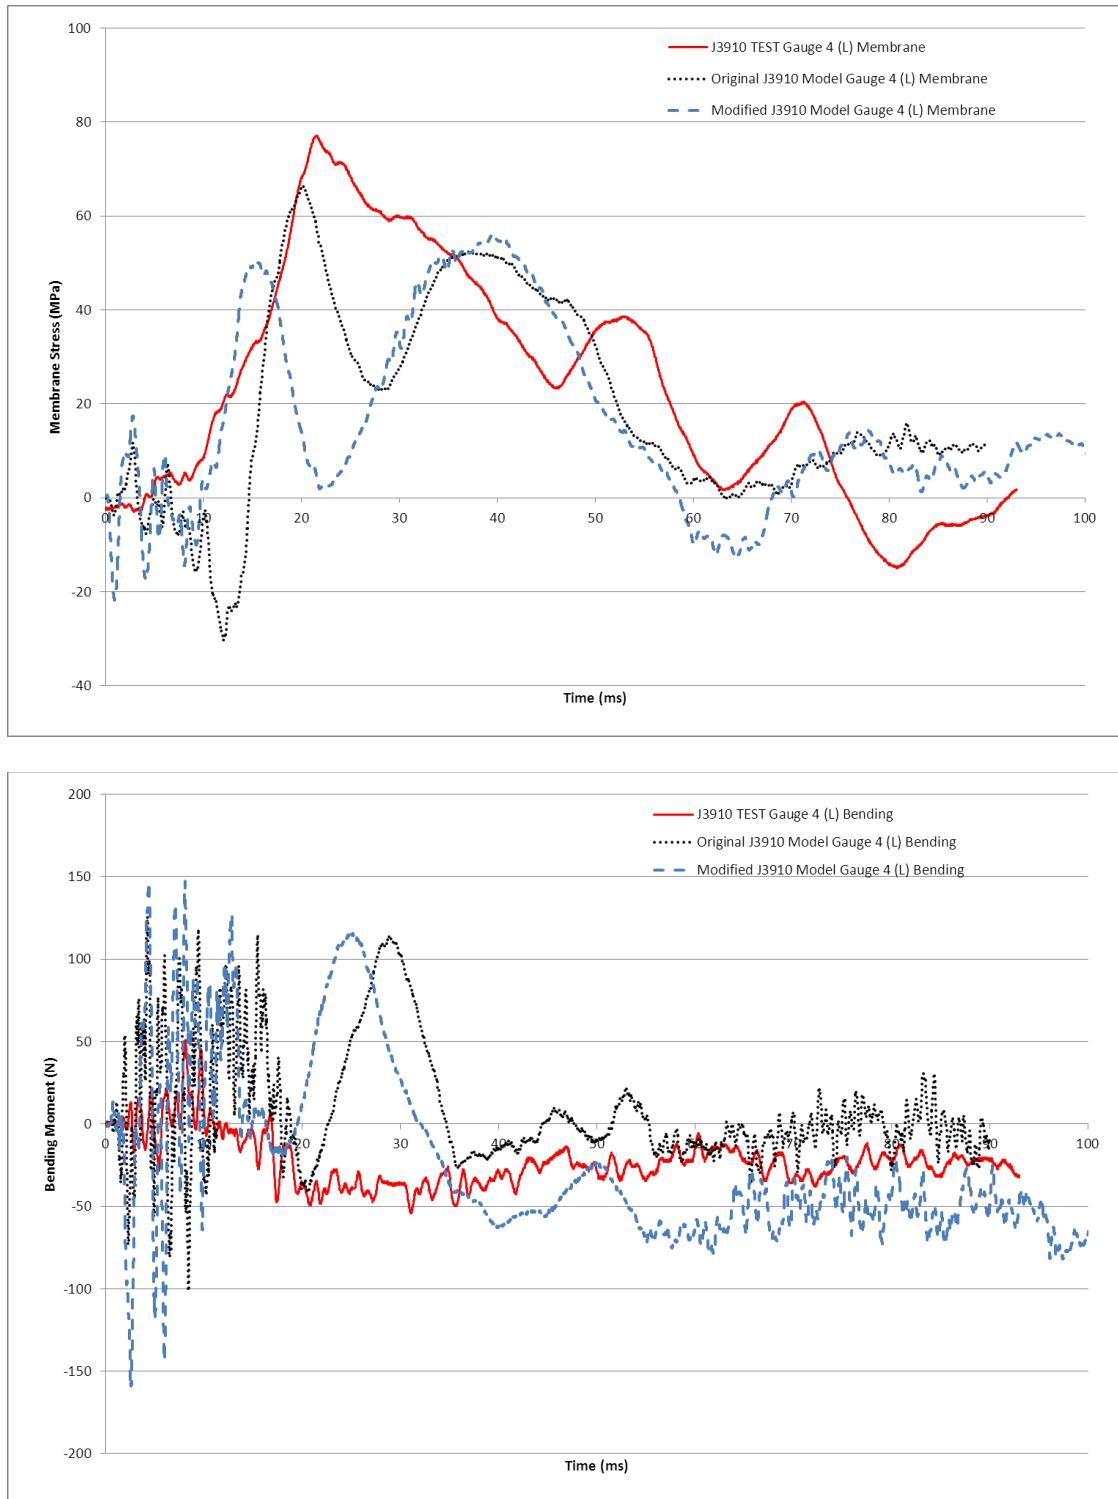 100
80
60
40
20
0
-20
-40
Membrane Stress (MPa)
J3910 TEST Gauge 4 (L) Membrane
Original J3910 Model Gauge 4 (L) Membrane
Modified J3910 Model Gauge 4 (L) Membrane
0 10 20 30 40 50 60 70 80 90 100
Time (ms)
200
150
100
50
0
-50
-100
-150
-200
Bending Moment (N)
J3910 TEST Gauge 4 (L) Bending
Original J3910 Model Gauge 4 (L) Bending
Modified J3910 Model Gauge 4 (L) Bending
0 10 20 30 40 50 60 70 80 90 100
Time (ms)